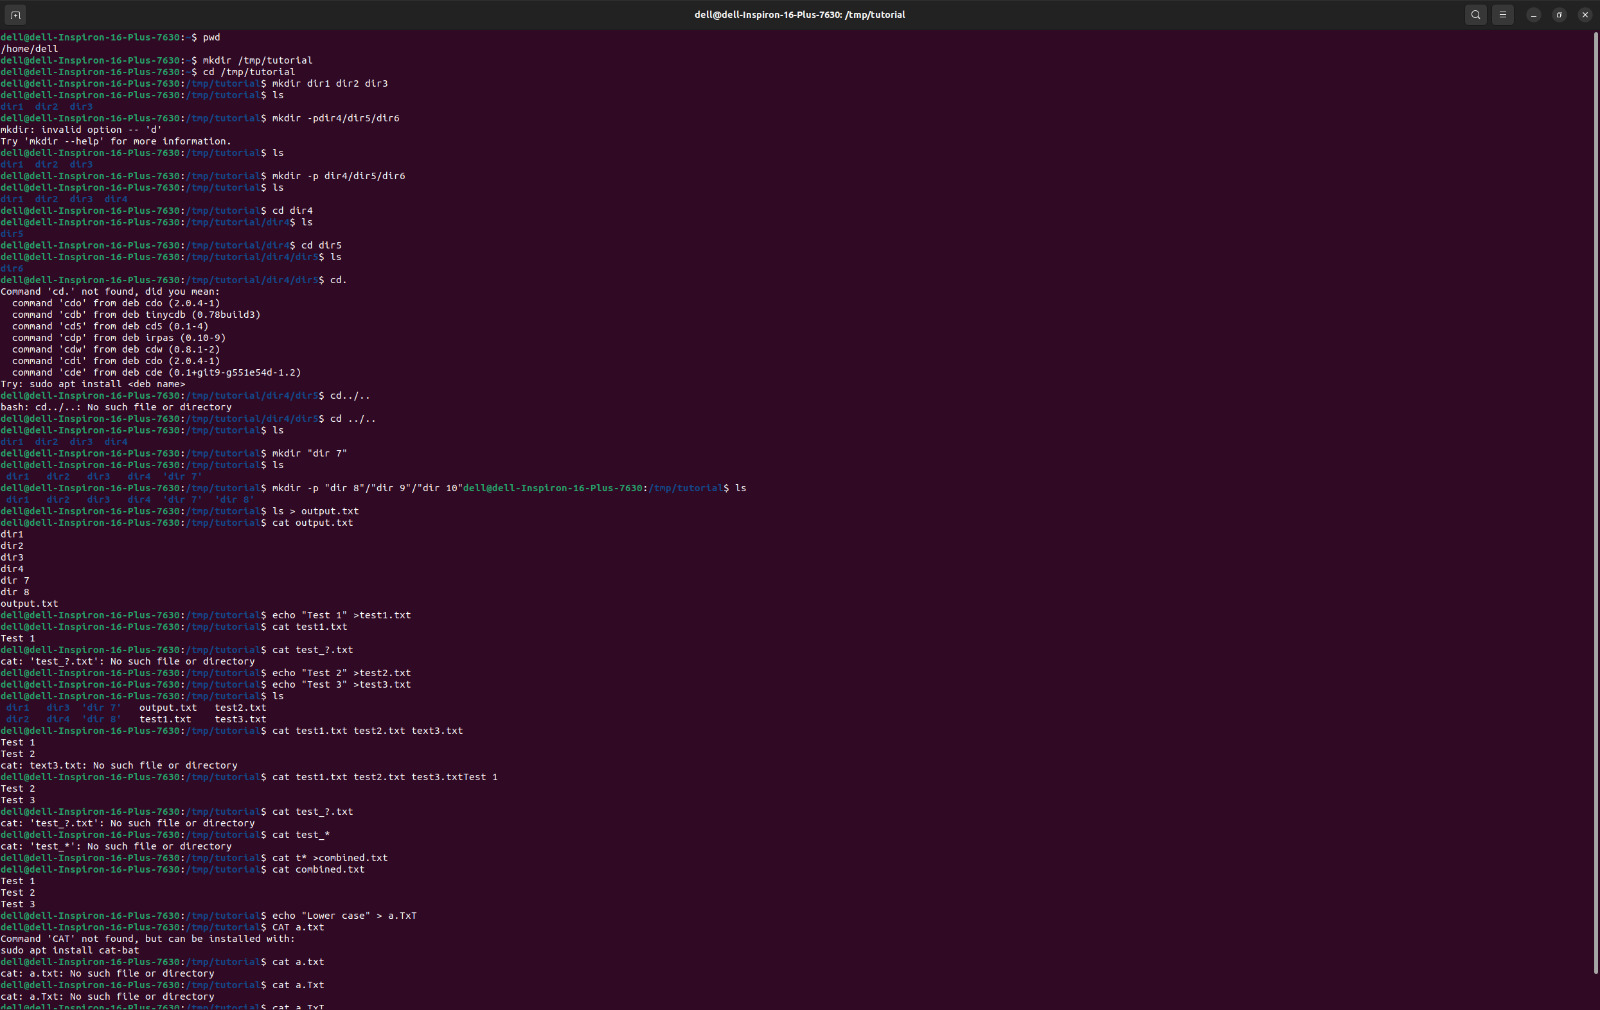 dell@dell-Inspiron-16-Plus-7630: /tmp/tutorial
dell@dell-Inspiron-16-Plus-7630:~$ pwd
/home/dell
dell@dell-Inspiron-16-Plus-7630:~$ mkdir /tmp/tutorial
dell@dell-Inspiron-16-Plus-7630:~$ cd /tmp/tutorial
dell@dell-Inspiron-16-Plus-7630:/tmp/tutorial$ mkdir dir1 dir2 dir3
dell@dell-Inspiron-16-Plus-7630:/tmp/tutorial$ ls
dir1  dir2  dir3
dell@dell-Inspiron-16-Plus-7630:/tmp/tutorial$ mkdir -pdir4/dir5/dir6
mkdir: invalid option -- 'd'
Try 'mkdir --help' for more information.
dell@dell-Inspiron-16-Plus-7630:/tmp/tutorial$ ls
dir1  dir2  dir3
dell@dell-Inspiron-16-Plus-7630:/tmp/tutorial$ mkdir -p dir4/dir5/dir6
dell@dell-Inspiron-16-Plus-7630:/tmp/tutorial$ ls
dir1  dir2  dir3  dir4
dell@dell-Inspiron-16-Plus-7630:/tmp/tutorial$ cd dir4
dell@dell-Inspiron-16-Plus-7630:/tmp/tutorial/dir4$ ls
dir5
dell@dell-Inspiron-16-Plus-7630:/tmp/tutorial/dir4$ cd dir5
dell@dell-Inspiron-16-Plus-7630:/tmp/tutorial/dir4/dir5$ ls
dir6
dell@dell-Inspiron-16-Plus-7630:/tmp/tutorial/dir4/dir5$ cd.
Command 'cd.' not found, did you mean:
  command 'cdo' from deb cdo (2.0.4-1)
  command 'cdb' from deb tinycdb (0.78build3)
  command 'cd5' from deb cd5 (0.1-4)
  command 'cdp' from deb irpas (0.10-9)
  command 'cdw' from deb cdw (0.8.1-2)
  command 'cdi' from deb cdo (2.0.4-1)
  command 'cde' from deb cde (0.1+git9-g551e54d-1.2)
Try: sudo apt install <deb name>
dell@dell-Inspiron-16-Plus-7630:/tmp/tutorial/dir4/dir5$ cd../..
bash: cd../..: No such file or directory
dell@dell-Inspiron-16-Plus-7630:/tmp/tutorial/dir4/dir5$ cd ../..
dell@dell-Inspiron-16-Plus-7630:/tmp/tutorial$ ls
dir1  dir2  dir3  dir4
dell@dell-Inspiron-16-Plus-7630:/tmp/tutorial$ mkdir "dir 7"
dell@dell-Inspiron-16-Plus-7630:/tmp/tutorial$ ls
 dir1   dir2   dir3   dir4  'dir 7'
dell@dell-Inspiron-16-Plus-7630:/tmp/tutorial$ mkdir -p "dir 8"/"dir 9"/"dir 10"dell@dell-Inspiron-16-Plus-7630:/tmp/tutorial$ ls
 dir1   dir2   dir3   dir4  'dir 7'  'dir 8'
dell@dell-Inspiron-16-Plus-7630:/tmp/tutorial$ ls > output.txt
dell@dell-Inspiron-16-Plus-7630:/tmp/tutorial$ cat output.txt
dir1
dir2
dir3
dir4
dir 7
dir 8
output.txt
dell@dell-Inspiron-16-Plus-7630:/tmp/tutorial$ echo "Test 1" >test1.txt
dell@dell-Inspiron-16-Plus-7630:/tmp/tutorial$ cat test1.txt
Test 1
dell@dell-Inspiron-16-Plus-7630:/tmp/tutorial$ cat test_?.txt
cat: 'test_?.txt': No such file or directory
dell@dell-Inspiron-16-Plus-7630:/tmp/tutorial$ echo "Test 2" >test2.txt
dell@dell-Inspiron-16-Plus-7630:/tmp/tutorial$ echo "Test 3" >test3.txt
dell@dell-Inspiron-16-Plus-7630:/tmp/tutorial$ ls
 dir1   dir3  'dir 7'   output.txt   test2.txt
 dir2   dir4  'dir 8'   test1.txt    test3.txt
dell@dell-Inspiron-16-Plus-7630:/tmp/tutorial$ cat test1.txt test2.txt text3.txt
Test 1
Test 2
cat: text3.txt: No such file or directory
dell@dell-Inspiron-16-Plus-7630:/tmp/tutorial$ cat test1.txt test2.txt test3.txtTest 1
Test 2
Test 3
dell@dell-Inspiron-16-Plus-7630:/tmp/tutorial$ cat test_?.txt
cat: 'test_?.txt': No such file or directory
dell@dell-Inspiron-16-Plus-7630:/tmp/tutorial$ cat test_*
cat: 'test_*': No such file or directory
dell@dell-Inspiron-16-Plus-7630:/tmp/tutorial$ cat t* >combined.txt
dell@dell-Inspiron-16-Plus-7630:/tmp/tutorial$ cat combined.txt
Test 1
Test 2
Test 3
dell@dell-Inspiron-16-Plus-7630:/tmp/tutorial$ echo "Lower case" > a.TxT
dell@dell-Inspiron-16-Plus-7630:/tmp/tutorial$ CAT a.txt
Command 'CAT' not found, but can be installed with:
sudo apt install cat-bat
dell@dell-Inspiron-16-Plus-7630:/tmp/tutorial$ cat a.txt
cat: a.txt: No such file or directory
dell@dell-Inspiron-16-Plus-7630:/tmp/tutorial$ cat a.Txt
cat: a.Txt: No such file or directory
dell@dell-Inspiron-16-Plus-7630:/tmp/tutorial$ cat a.TxT